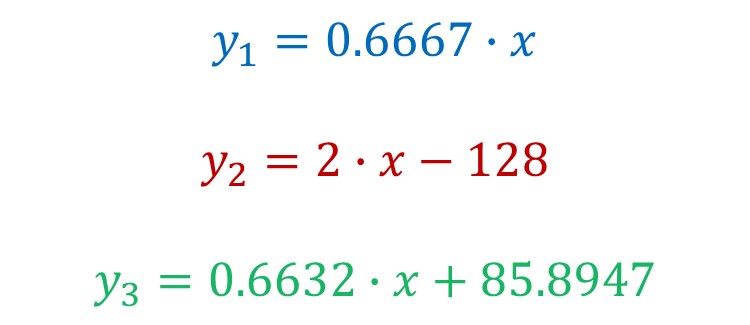 y₁ = 0.6667 · x
y₂ = 2 · x − 128
y₃ = 0.6632 · x + 85.8947